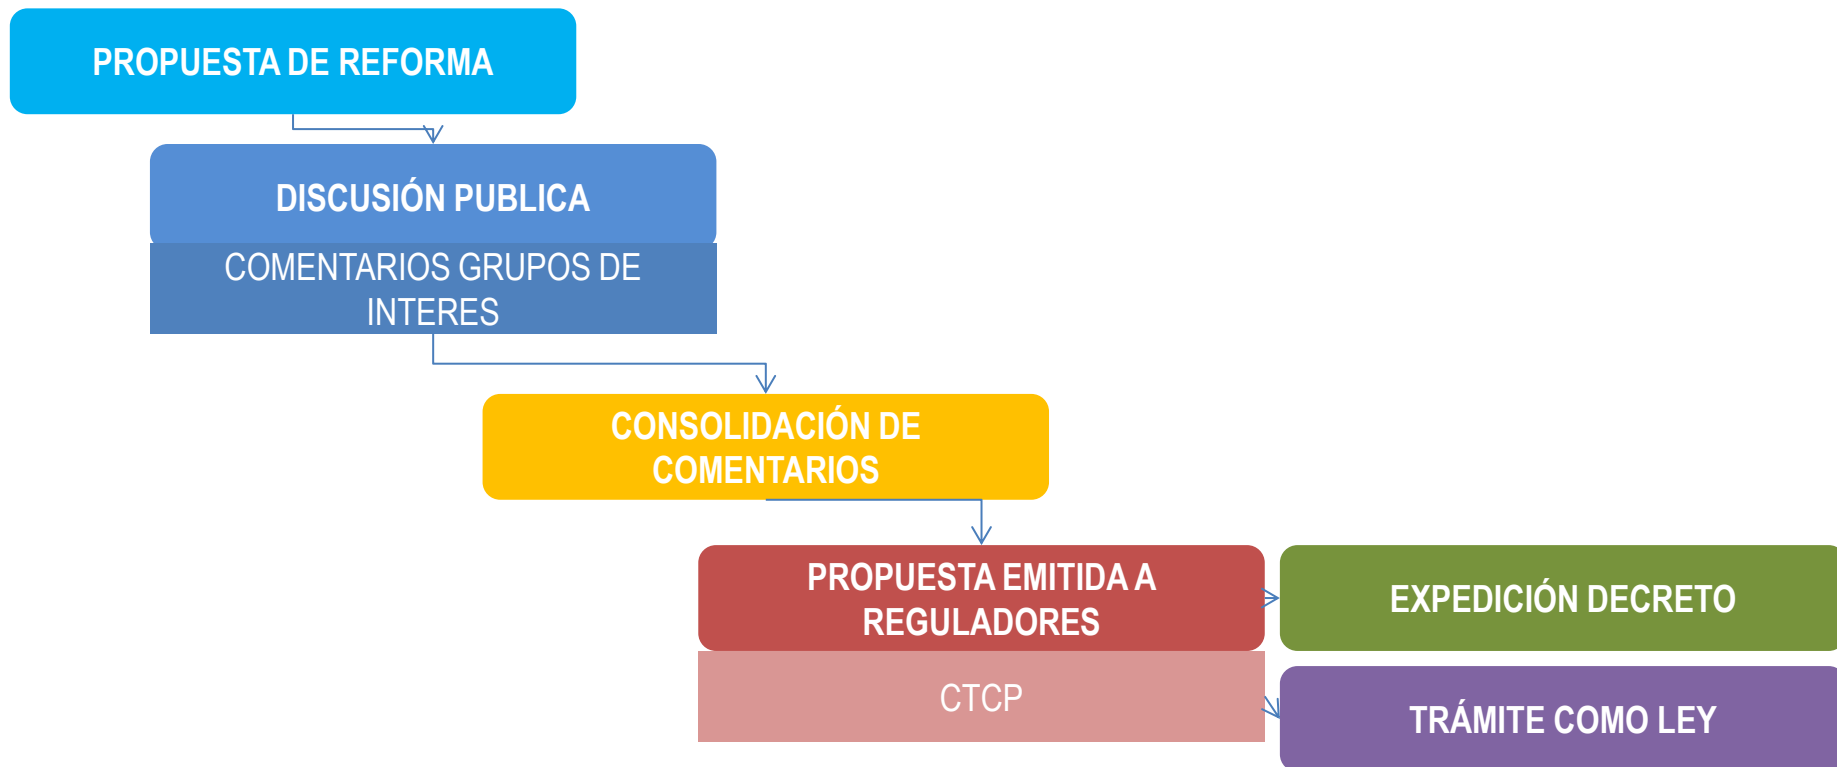 PROPUESTA DE REFORMA
DISCUSIÓN PUBLICA
COMENTARIOS GRUPOS DE
INTERES
CONSOLIDACIÓN DE
COMENTARIOS
PROPUESTA EMITIDA A
REGULADORES
EXPEDICIÓN DECRETO
CTCP
TRÁMITE COMO LEY